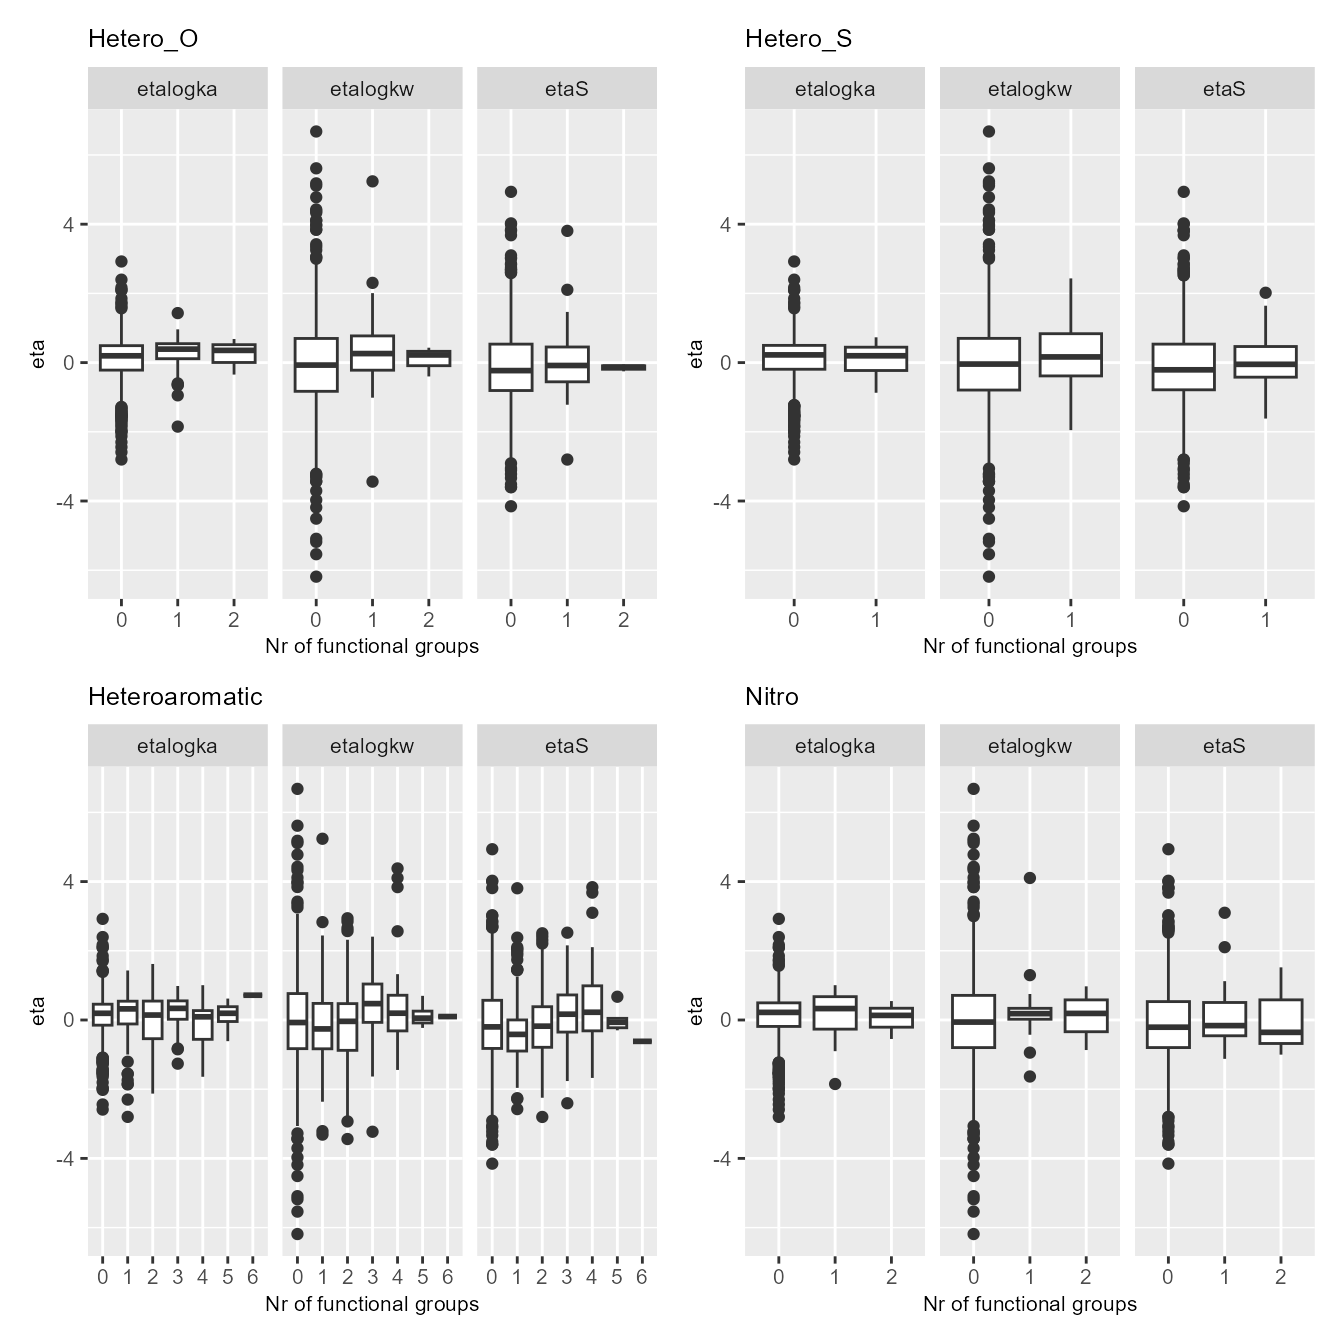 Hetero_O
etalogka etalogkw etaS
eta
4
0
-4
0 1 2 0 1 2 0 1 2
Nr of functional groups
Hetero_S
etalogka etalogkw etaS
eta
4
0
-4
0 1 0 1 0 1
Nr of functional groups
Heteroaromatic
etalogka etalogkw etaS
eta
4
0
-4
0 1 2 3 4 5 6 0 1 2 3 4 5 6 0 1 2 3 4 5 6
Nr of functional groups
Nitro
etalogka etalogkw etaS
eta
4
0
-4
0 1 2 0 1 2 0 1 2
Nr of functional groups